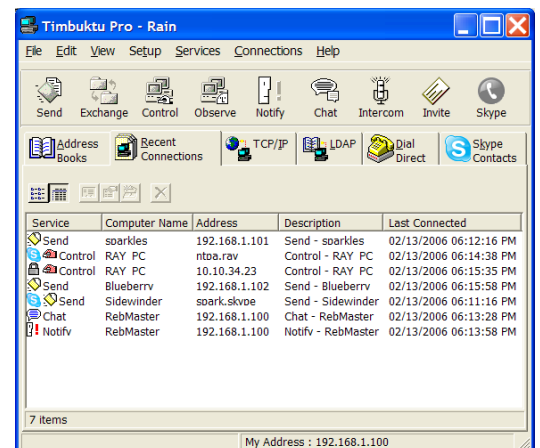 Timbuktu Pro - Rain
File Edit View Setup Services Connections Help
Send Exchange Control Observe Notify Chat Intercom Invite Skype
Address Books Recent Connections TCP/IP LDAP Dial Direct Skype Contacts
Service Computer Name Address Description Last Connected
Send sparkles 192.168.1.101 Send - sparkles 02/13/2006 06:12:16 PM
Control RAY PC ntpa.ray Control - RAY PC 02/13/2006 06:14:38 PM
Control RAY PC 10.10.34.23 Control - RAY PC 02/13/2006 06:15:35 PM
Send Blueberry 192.168.1.102 Send - Blueberry 02/13/2006 06:15:58 PM
Send Sidewinder spark.skype Send - Sidewinder 02/13/2006 06:11:16 PM
Chat RebMaster 192.168.1.100 Chat - RebMaster 02/13/2006 06:13:28 PM
Notify RebMaster 192.168.1.100 Notify - RebMaster 02/13/2006 06:13:58 PM
7 items
My Address : 192.168.1.100